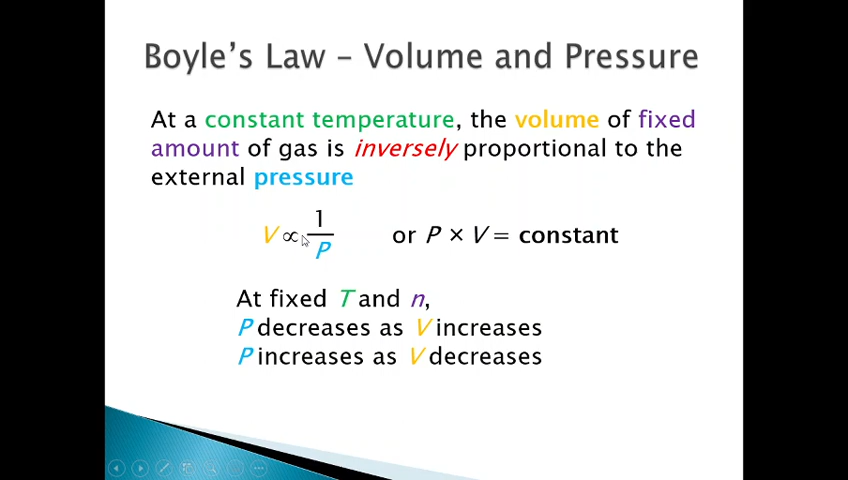 Boyle’s Law – Volume and Pressure
At a constant temperature, the volume of fixed
amount of gas is inversely proportional to the
external pressure
V ∝ 1/P or P × V = constant
At fixed T and n,
P decreases as V increases
P increases as V decreases